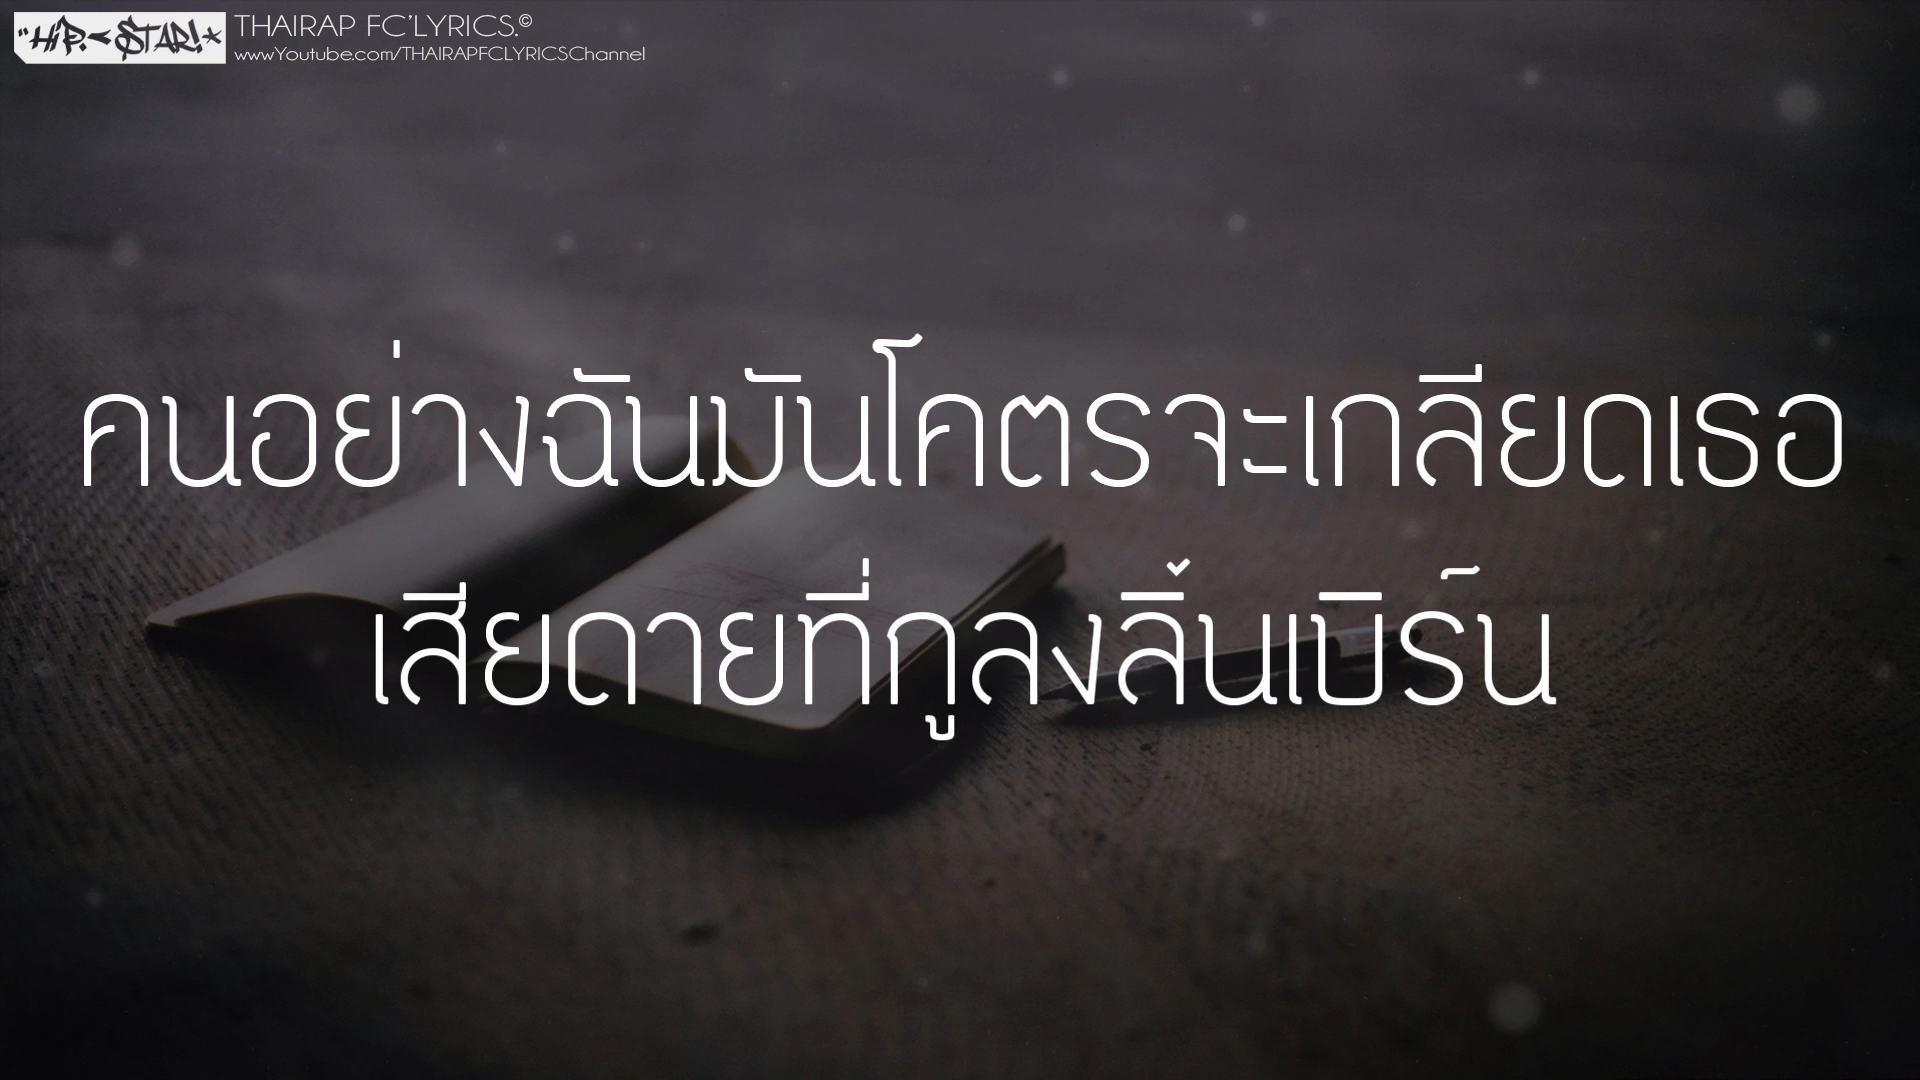 "HIP-STAR!
THAIRAP FC'LYRICS.©
wwwYoutube.com/THAIRAPFCLYRICSChannel
คนอย่างฉันมันโคตรจะเกลียดเธอ
เสียดายที่กูลงลิ้นเบิร์น